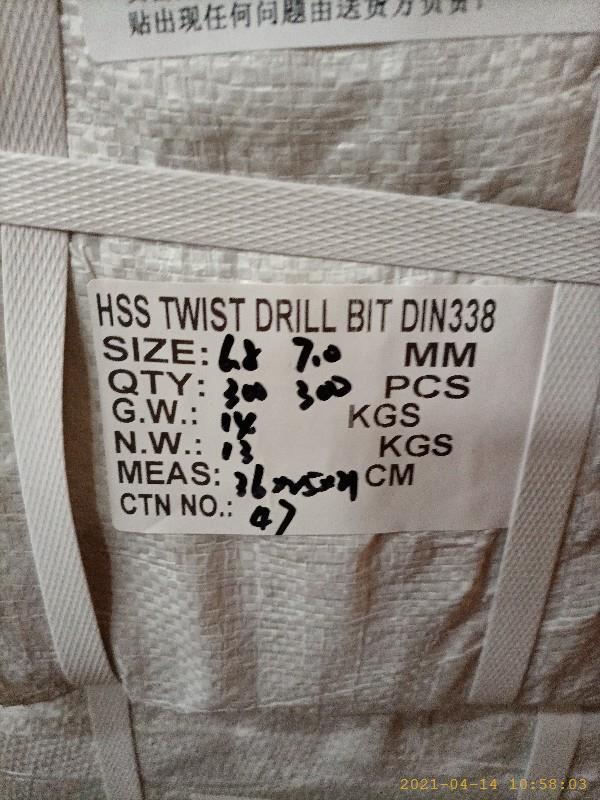 贴出现任何问题由送货方负责!
HSS TWIST DRILL BIT DIN338
SIZE: 6.8 7.0 MM
QTY: 300 300 PCS
G.W.: 14 KGS
N.W.: 13 KGS
MEAS: CM
CTN NO.: 47
2021-04-14 10:58:03